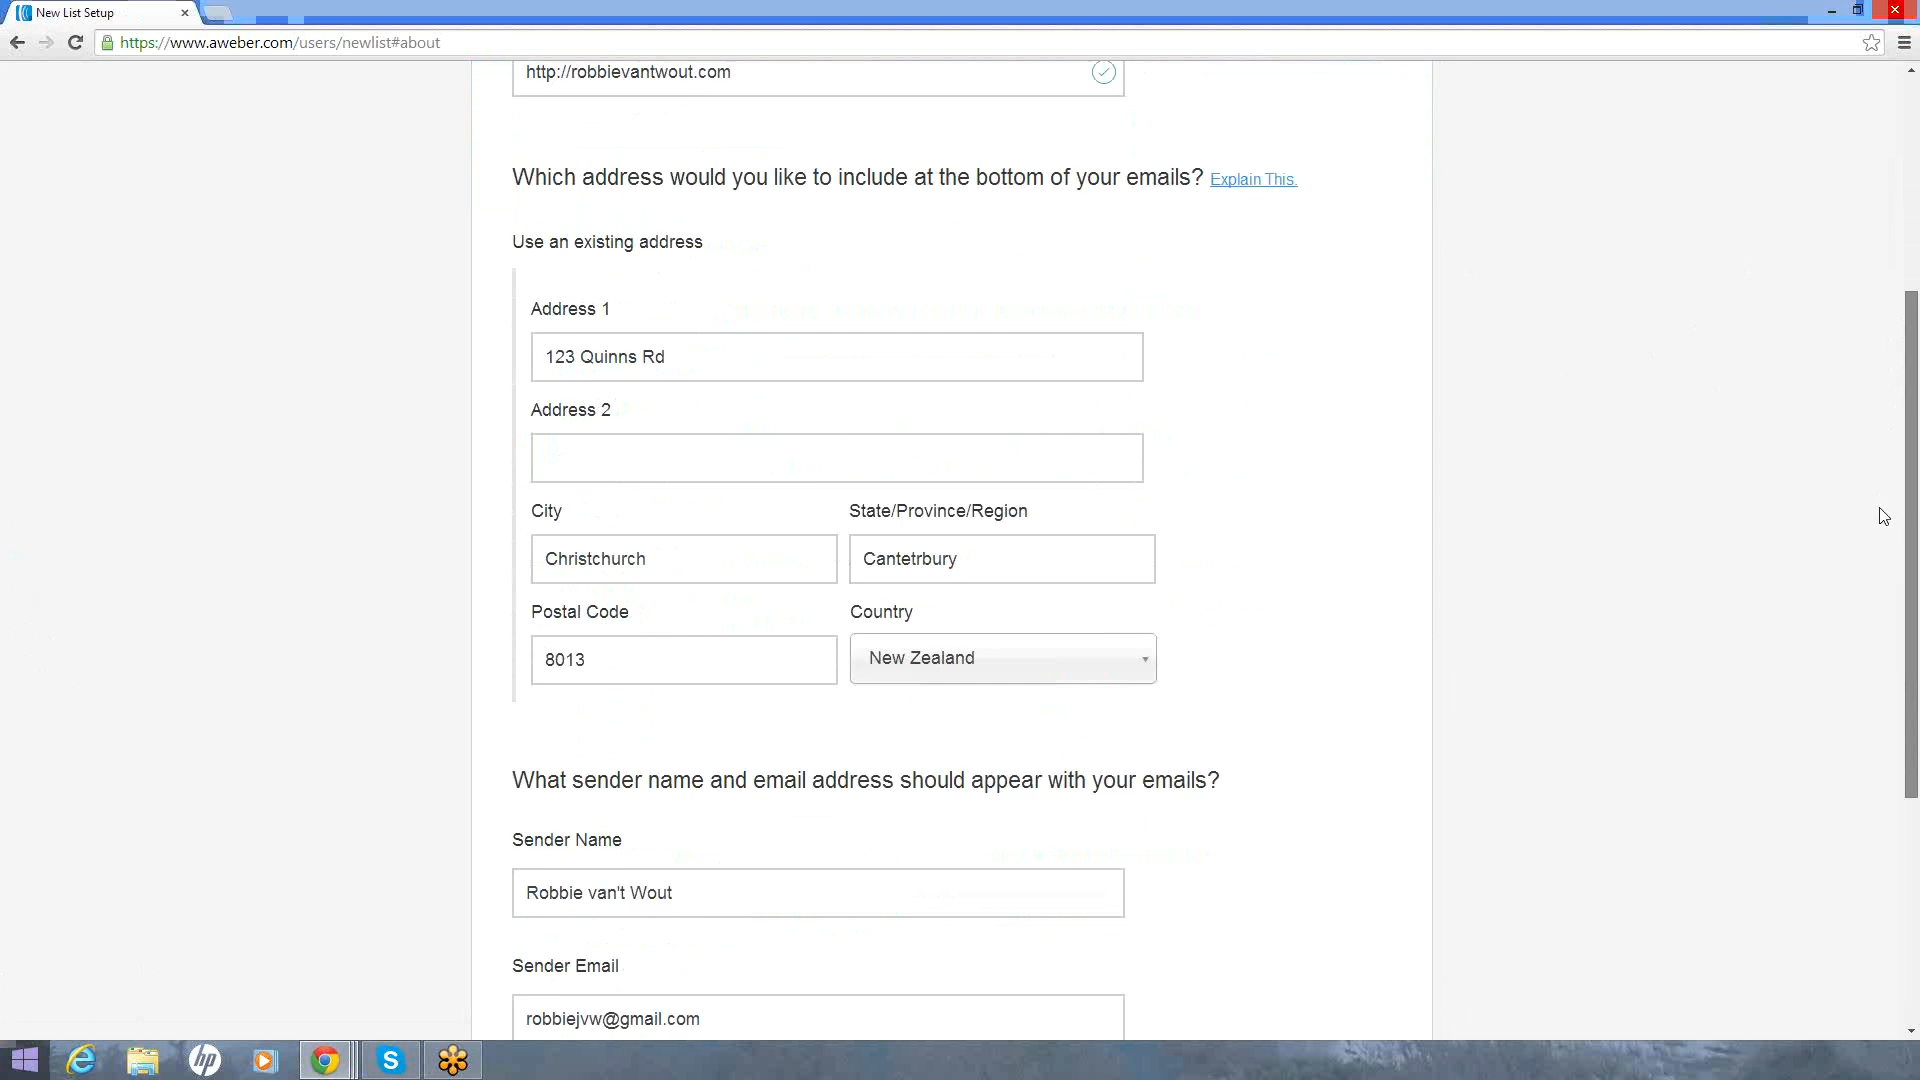 New List Setup
https://www.aweber.com/users/newlist#about
http://robbievantwout.com
Which address would you like to include at the bottom of your emails? Explain This.
Use an existing address
Address 1
123 Quinns Rd
Address 2
City State/Province/Region
Christchurch Cantetrbury
Postal Code Country
8013 New Zealand
What sender name and email address should appear with your emails?
Sender Name
Robbie van't Wout
Sender Email
robbiejvw@gmail.com
hp
S